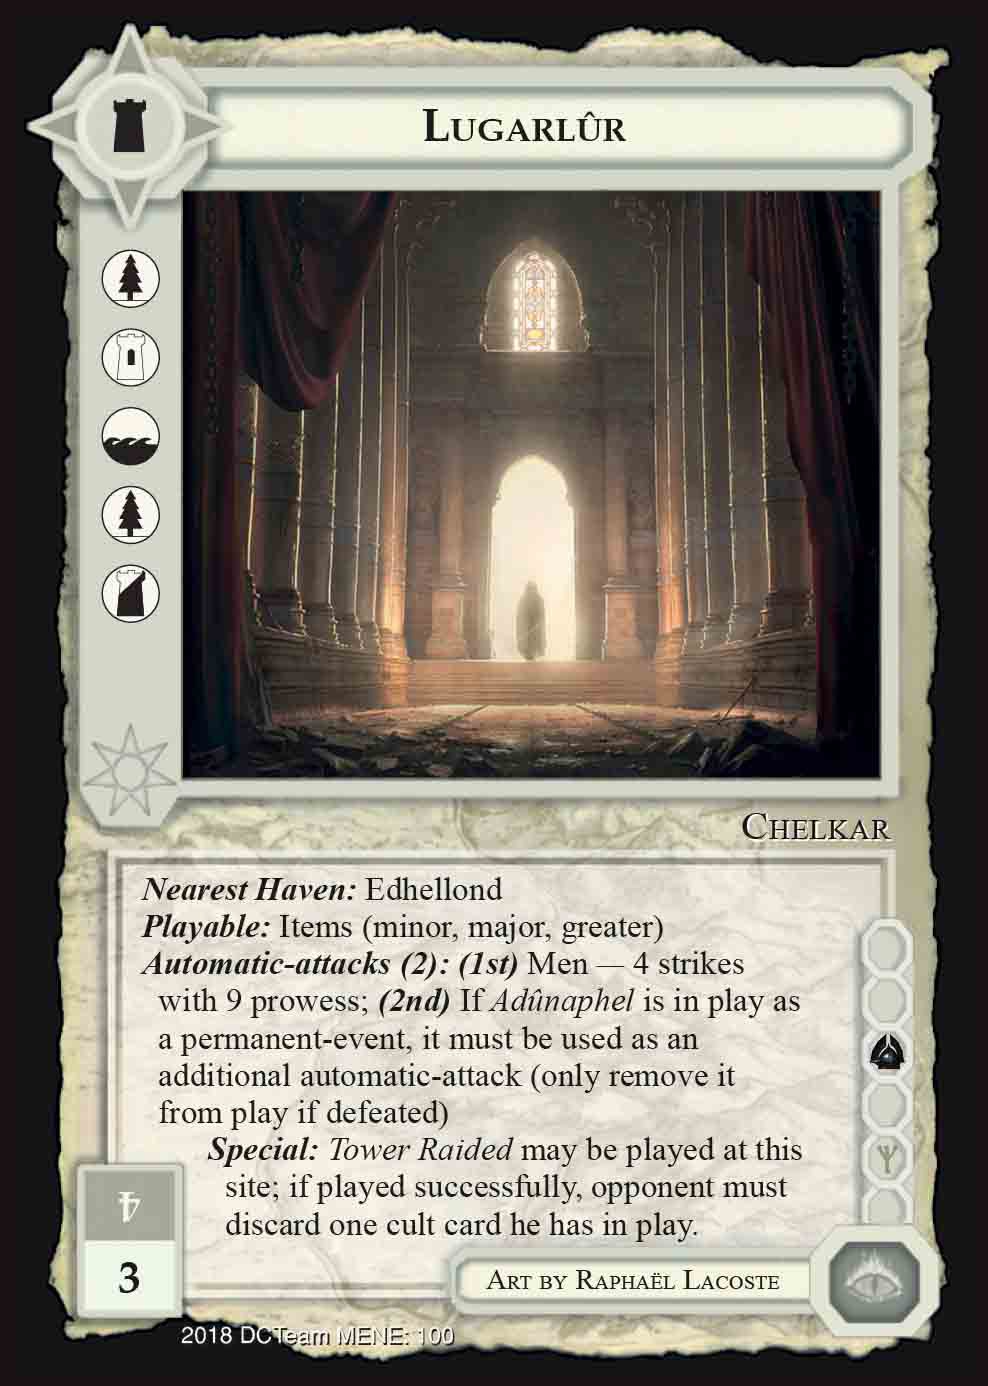 Lugarlûr
Chelkar
Nearest Haven: Edhellond
Playable: Items (minor, major, greater)
Automatic-attacks (2): (1st) Men — 4 strikes
with 9 prowess; (2nd) If Adûnaphel is in play as
a permanent-event, it must be used as an
additional automatic-attack (only remove it
from play if defeated)
Special: Tower Raided may be played at this
site; if played successfully, opponent must
discard one cult card he has in play.
4
3
Art by Raphaël Lacoste
2018 DCTeam MENE: 100